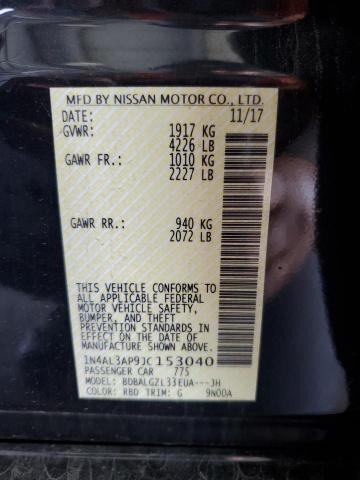 MFD BY NISSAN MOTOR CO., LTD.
DATE: 11/17
GVWR: 1917 KG
4226 LB
GAWR FR.: 1010 KG
2227 LB
GAWR RR.: 940 KG
2072 LB
THIS VEHICLE CONFORMS TO
ALL APPLICABLE FEDERAL
MOTOR VEHICLE SAFETY,
BUMPER, AND THEFT
PREVENTION STANDARDS IN
EFFECT ON THE DATE OF
MANUFACTURE SHOWN ABOVE.
1N4AL3AP9JC153040
PASSENGER CAR 775
MODEL: BDBALGZL33EUA---JH
COLOR: RBD TRIM: G 9N00A